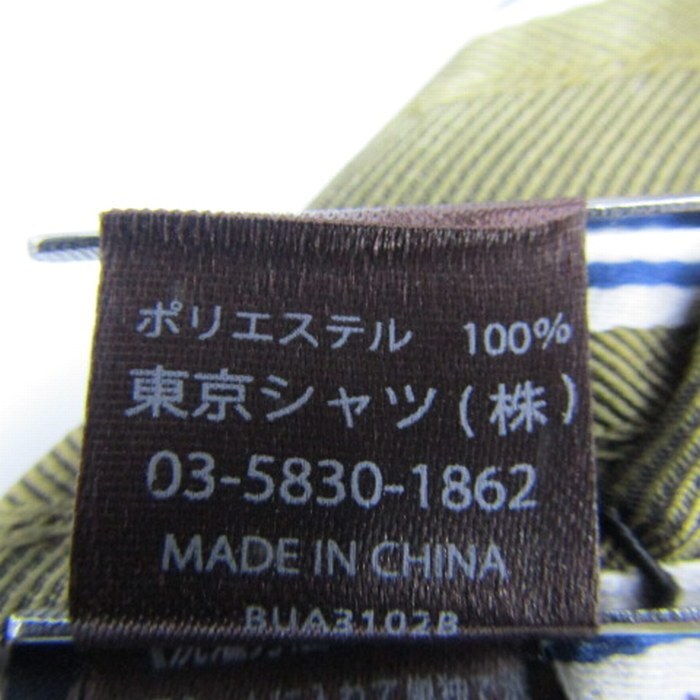 ポリエステル 100%
東京シャツ(株)
03-5830-1862
MADE IN CHINA
BUA3102B